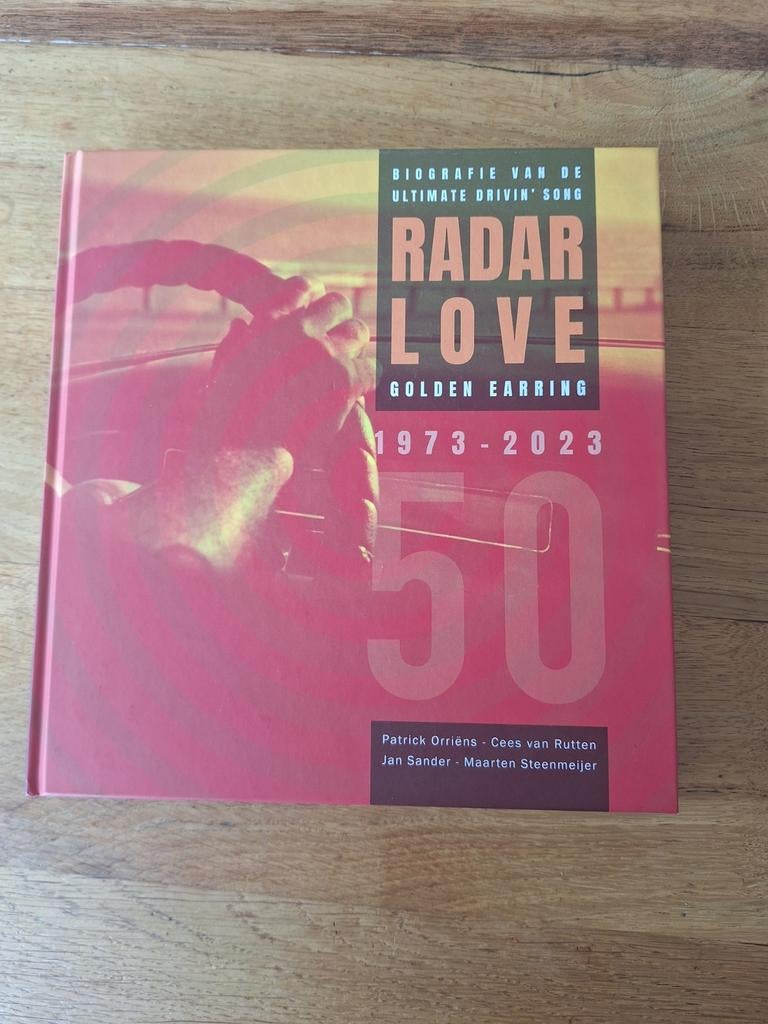 BIOGRAFIE VAN DE
ULTIMATE DRIVIN' SONG
RADAR
LOVE
GOLDEN EARRING
1973-2023
50
Patrick Orriëns - Cees van Rutten
Jan Sander - Maarten Steenmeijer